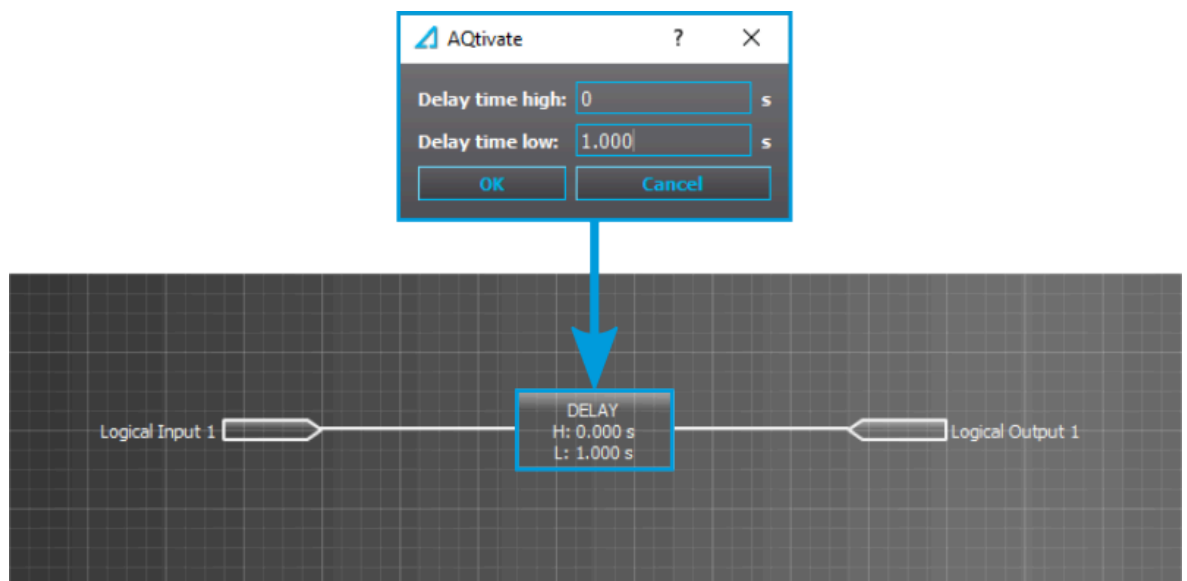 AQtivate ?
Delay time high: 0 s
Delay time low: 1.000 s
OK Cancel
DELAY
H: 0.000 s
L: 1.000 s
Logical Input 1
Logical Output 1